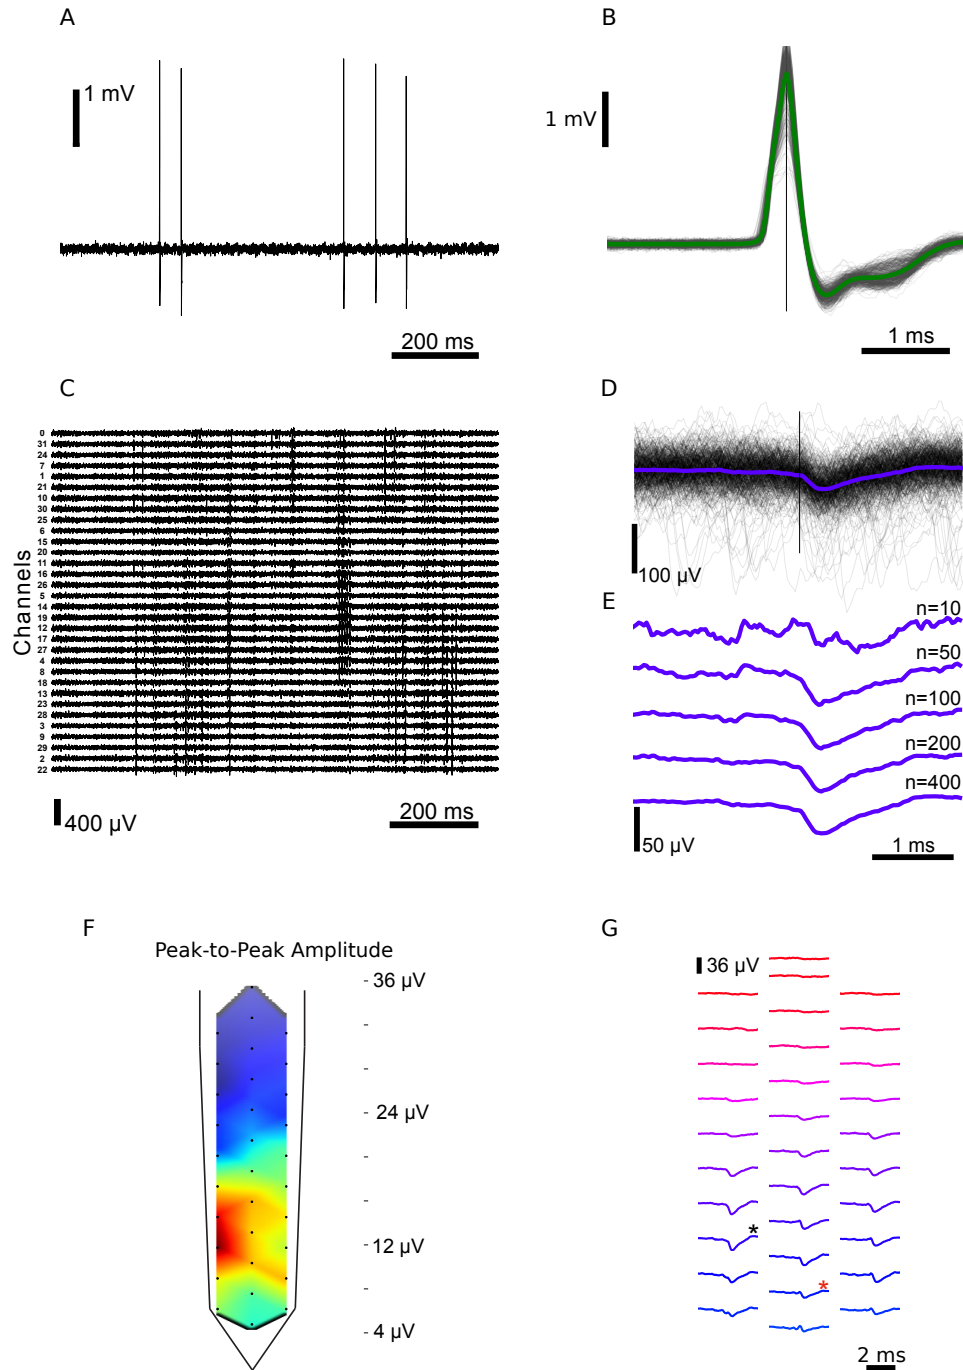 A
B
1 mV
1 mV
200 ms
1 ms
C
D
Channels
0
31
24
7
1
21
10
30
25
6
15
20
11
16
26
5
14
19
12
17
27
4
8
18
13
23
28
3
9
29
2
22
400 µV
200 ms
100 µV
E
n=10
n=50
n=100
n=200
n=400
50 µV
1 ms
F
G
Peak-to-Peak Amplitude
- 36 µV
-
- 24 µV
-
-
- 12 µV
-
- 4 µV
36 µV
*
*
2 ms